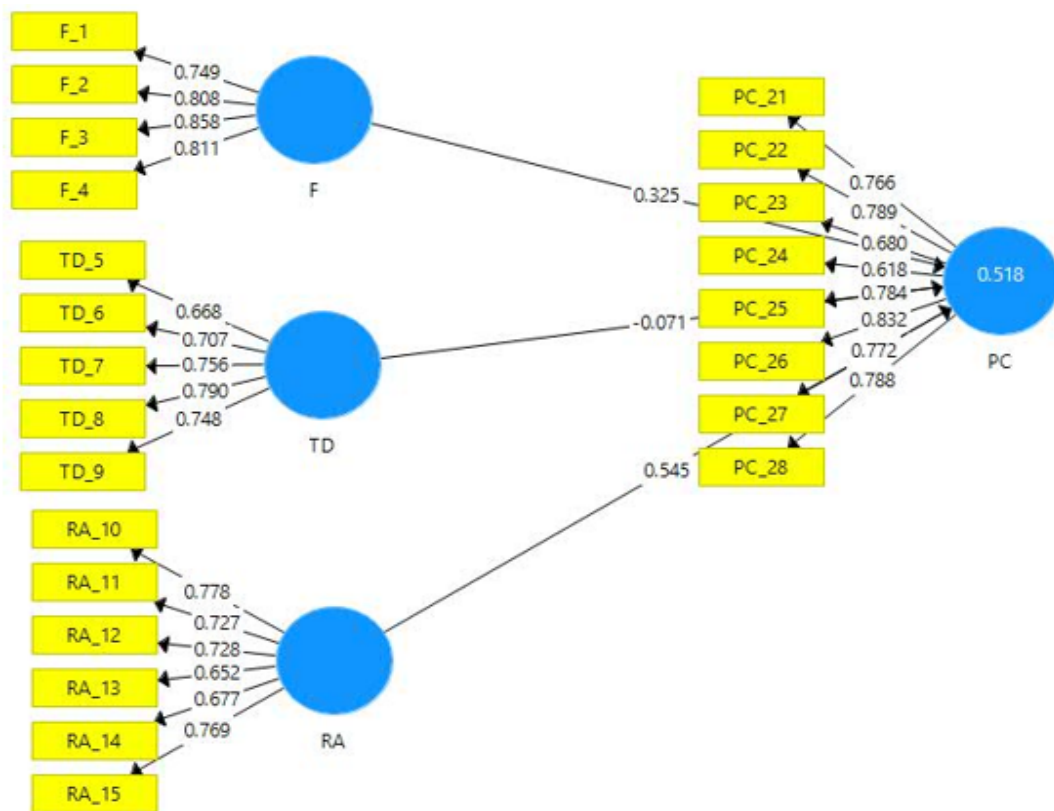 F_1
F_2
F_3
F_4
0.749
0.808
0.858
0.811
F
TD_5
TD_6
TD_7
TD_8
TD_9
0.668
0.707
0.756
0.790
0.748
TD
RA_10
RA_11
RA_12
RA_13
RA_14
RA_15
0.778
0.727
0.728
0.652
0.677
0.769
RA
0.325
-0.071
0.545
PC_21
PC_22
PC_23
PC_24
PC_25
PC_26
PC_27
PC_28
0.766
0.789
0.680
0.618
0.784
0.832
0.772
0.788
0.518
PC